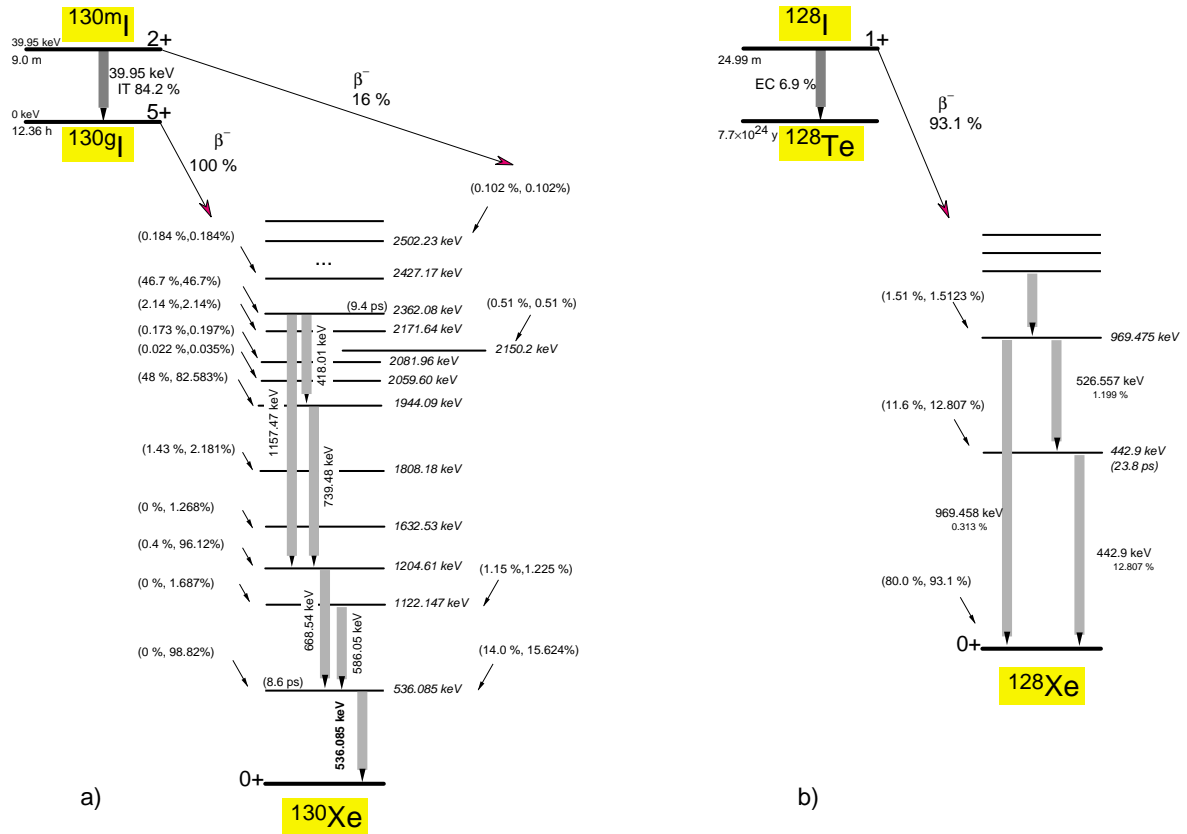 130mI
39.95 keV
2+
9.0 m
39.95 keV
IT 84.2 %
0 keV
5+
12.36 h
130gI
β−
100 %
β−
16 %
(0.102 %, 0.102%)
(0.184 %,0.184%)
2502.23 keV
...
2427.17 keV
(46.7 %,46.7%)
(9.4 ps)
2362.08 keV
(0.51 %, 0.51 %)
(2.14 %,2.14%)
2171.64 keV
(0.173 %,0.197%)
2150.2 keV
(0.022 %,0.035%)
2081.96 keV
2059.60 keV
418.01 keV
(48 %, 82.583%)
1944.09 keV
1157.47 keV
739.48 keV
(1.43 %, 2.181%)
1808.18 keV
(0 %, 1.268%)
1632.53 keV
(0.4 %, 96.12%)
1204.61 keV
(1.15 %,1.225 %)
(0 %, 1.687%)
1122.147 keV
668.54 keV
586.05 keV
(0 %, 98.82%)
(14.0 %, 15.624%)
(8.6 ps)
536.085 keV
536.085 keV
0+
130Xe
a)
128I
1+
24.99 m
EC 6.9 %
7.7×10^24 y
128Te
β−
93.1 %
(1.51 %, 1.5123 %)
969.475 keV
526.557 keV
1.199 %
(11.6 %, 12.807%)
442.9 keV
(23.8 ps)
969.458 keV
0.313 %
442.9 keV
12.807 %
(80.0 %, 93.1 %)
0+
128Xe
b)